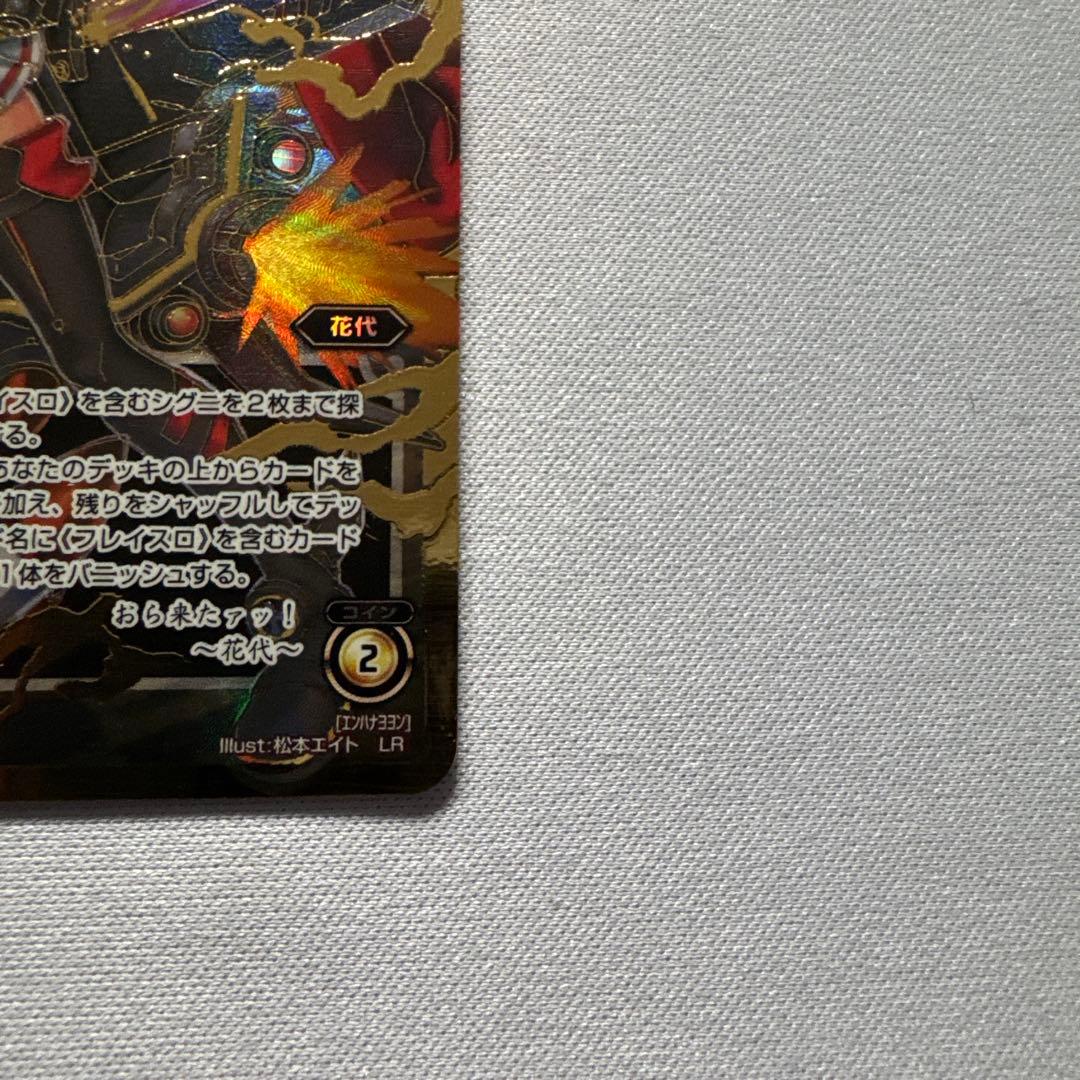 花代
イスロ》を含むシグニを2枚まで探
る。
あなたのデッキの上からカードを
加え、残りをシャッフルしてデッ
名に《フレイスロ》を含むカード
1体をバニッシュする。
おら来たァッ！
～花代～
コイン
2
[エンハナヨヨン]
Illust:松本エイト LR